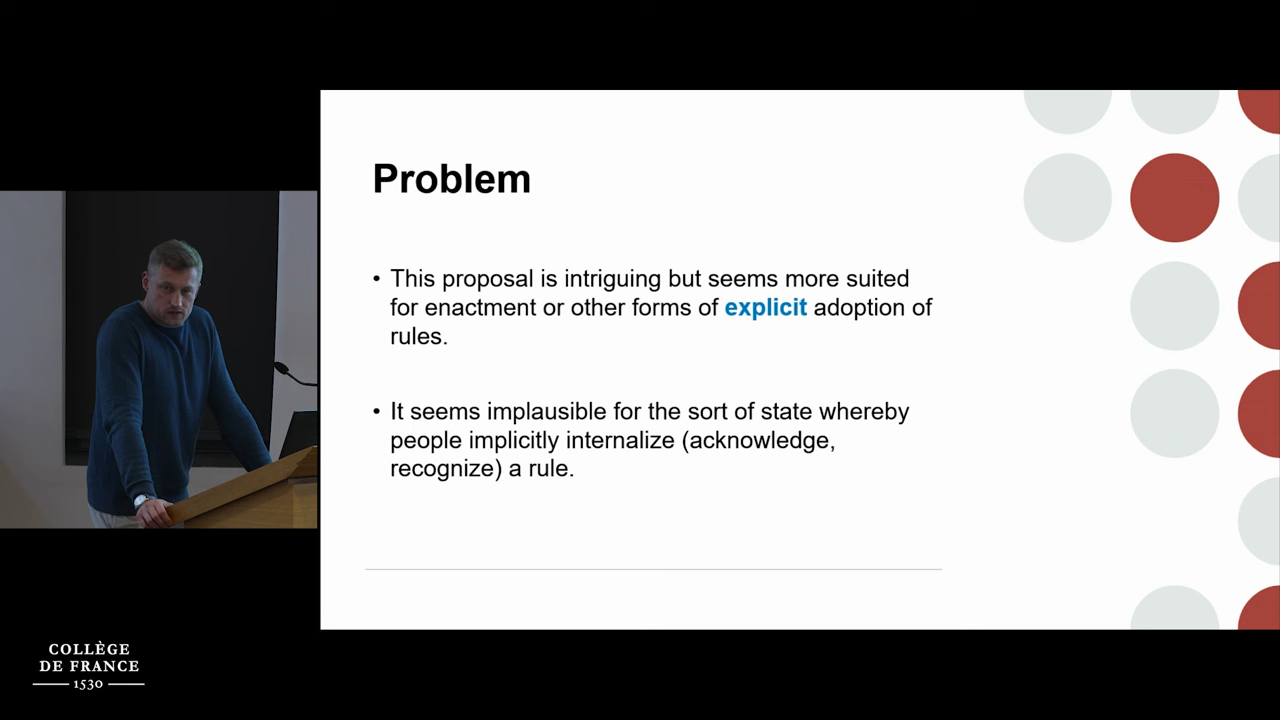 Problem
• This proposal is intriguing but seems more suited
for enactment or other forms of explicit adoption of
rules.
• It seems implausible for the sort of state whereby
people implicitly internalize (acknowledge,
recognize) a rule.
COLLÈGE
DE FRANCE
1530